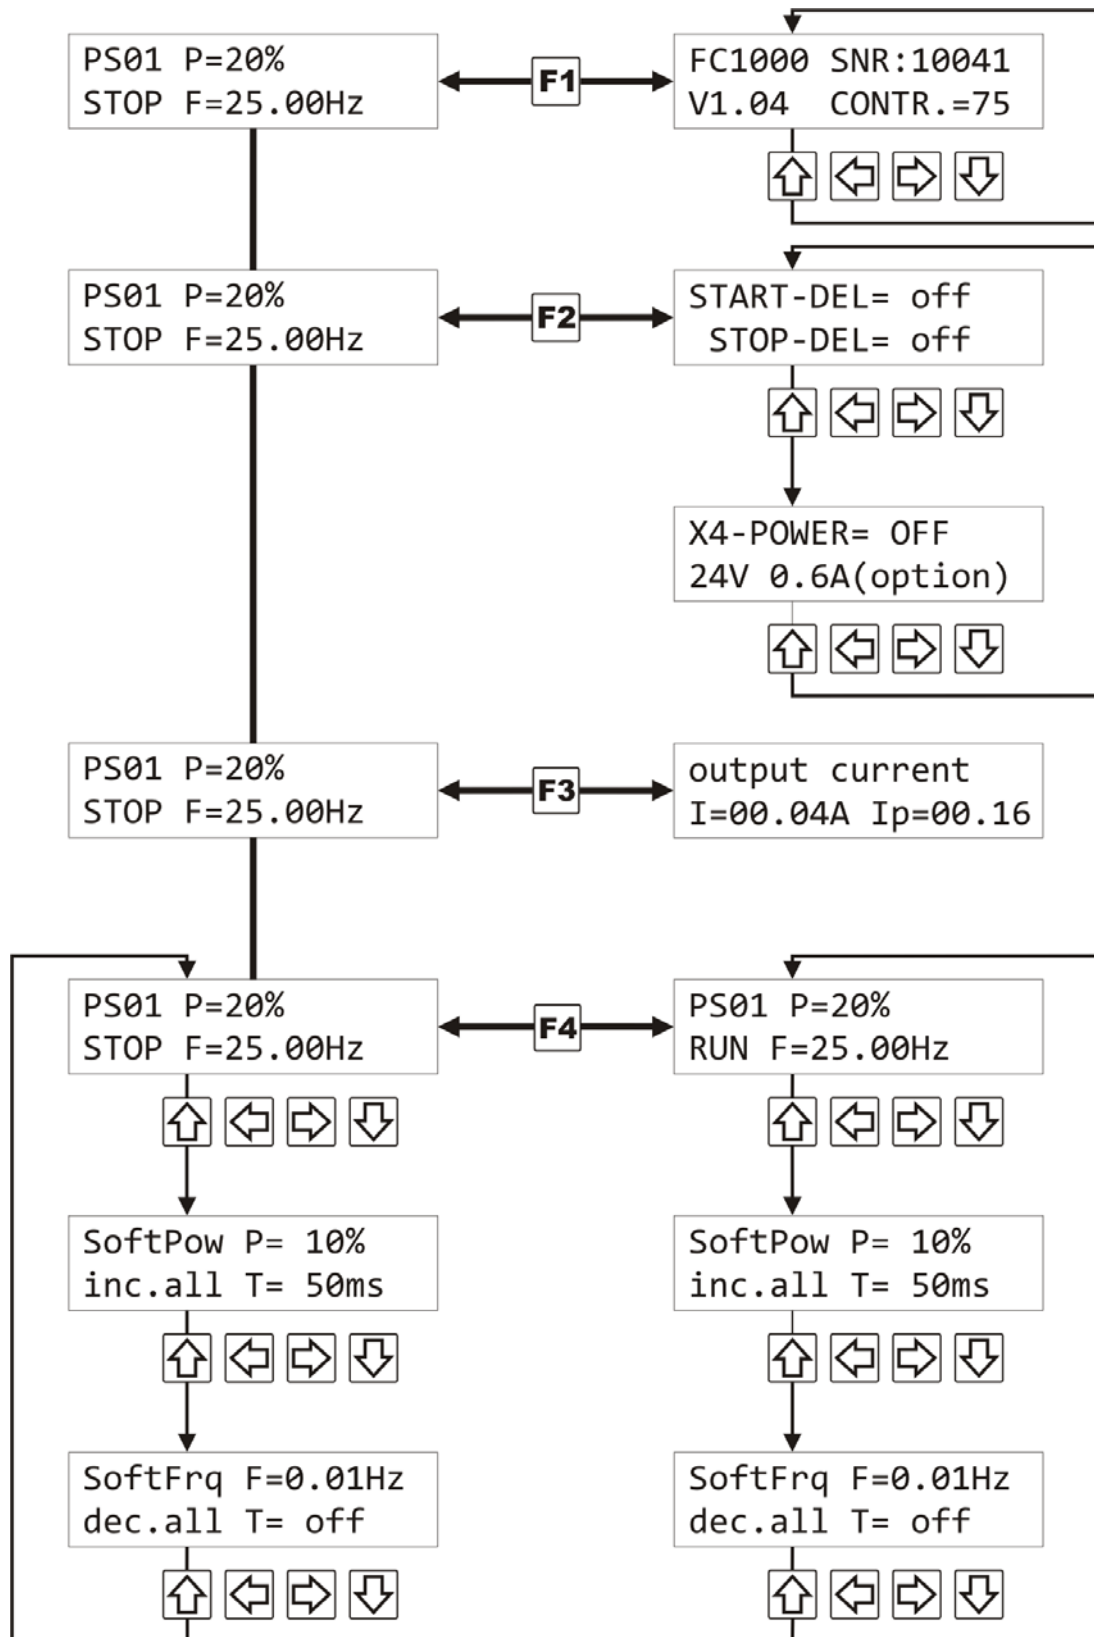 PS01 P=20%
STOP F=25.00Hz
F1
FC1000 SNR:10041
V1.04 CONTR.=75
PS01 P=20%
STOP F=25.00Hz
F2
START-DEL= off
STOP-DEL= off
X4-POWER= OFF
24V 0.6A(option)
PS01 P=20%
STOP F=25.00Hz
F3
output current
I=00.04A Ip=00.16
PS01 P=20%
STOP F=25.00Hz
F4
PS01 P=20%
RUN F=25.00Hz
SoftPow P= 10%
inc.all T= 50ms
SoftPow P= 10%
inc.all T= 50ms
SoftFrq F=0.01Hz
dec.all T= off
SoftFrq F=0.01Hz
dec.all T= off